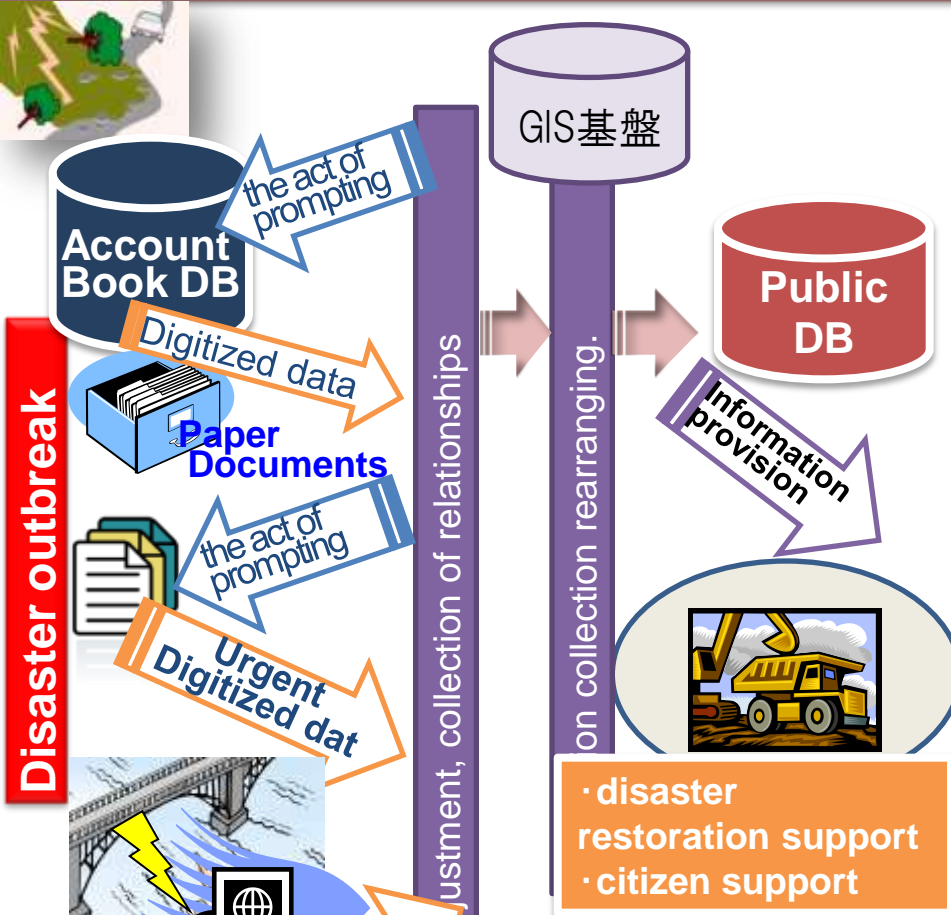 GIS基盤
the act of
prompting
Account
Book DB
Public
DB
Digitized data
Information
provision
Paper
Documents
Disaster outbreak
the act of
prompting
Urgent
Digitized dat
justment, collection of relationships
on collection rearranging.
・disaster
restoration support
・citizen support